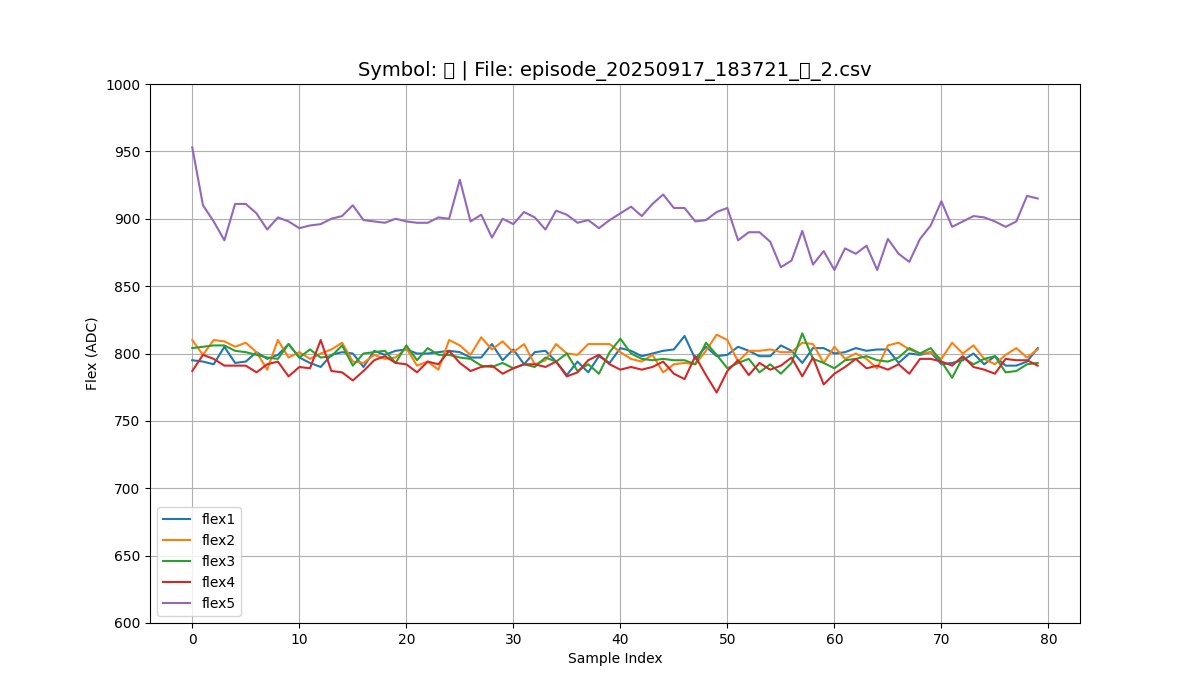 Symbol: | File: episode_20250917_183721_ _2.csv
1000
950
900
850
800
750
700
650
600
Flex (ADC)
flex1
flex2
flex3
flex4
flex5
0 10 20 30 40 50 60 70 80
Sample Index